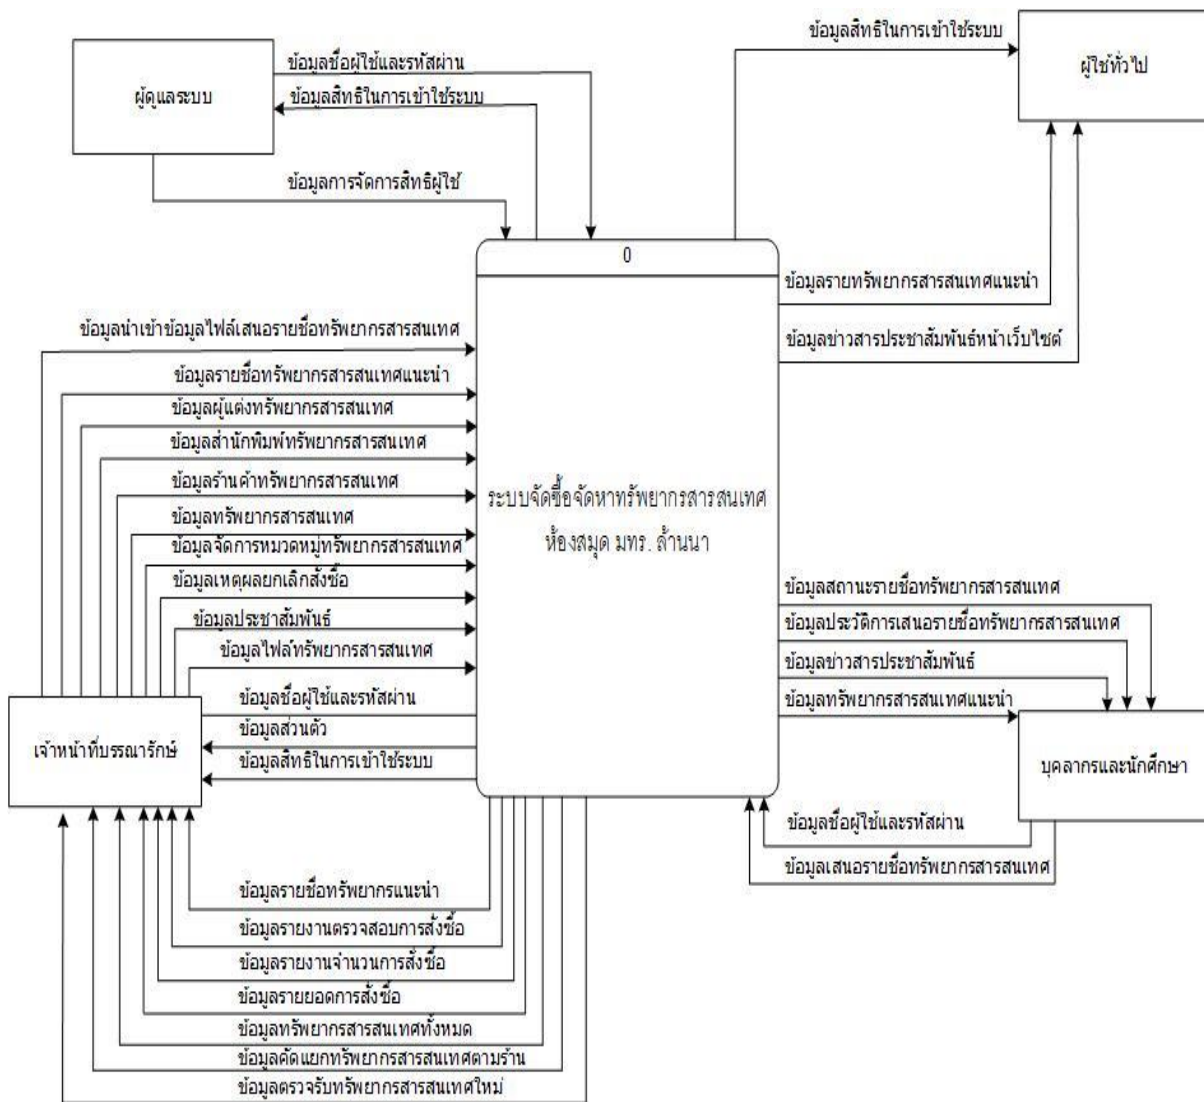 ข้อมูลชื่อผู้ใช้และรหัสผ่าน
ผู้ดูแลระบบ
ข้อมูลสิทธิในการเข้าใช้ระบบ
ข้อมูลการจัดการสิทธิผู้ใช้
ข้อมูลสิทธิในการเข้าใช้ระบบ
ผู้ใช้ทั่วไป
0
ข้อมูลรายทรัพยากรสารสนเทศแนะนำ
ข้อมูลข่าวสารประชาสัมพันธ์หน้าเว็บไซต์
ข้อมูลนำเข้าข้อมูลไฟล์เสนอรายชื่อทรัพยากรสารสนเทศ
ข้อมูลรายชื่อทรัพยากรสารสนเทศแนะนำ
ข้อมูลผู้แต่งทรัพยากรสารสนเทศ
ข้อมูลสำนักพิมพ์ทรัพยากรสารสนเทศ
ข้อมูลร้านค้าทรัพยากรสารสนเทศ
ข้อมูลทรัพยากรสารสนเทศ
ข้อมูลจัดการหมวดหมู่ทรัพยากรสารสนเทศ
ข้อมูลเหตุผลยกเลิกสั่งซื้อ
ข้อมูลประชาสัมพันธ์
ข้อมูลไฟล์ทรัพยากรสารสนเทศ
ข้อมูลชื่อผู้ใช้และรหัสผ่าน
ข้อมูลส่วนตัว
ข้อมูลสิทธิในการเข้าใช้ระบบ
เจ้าหน้าที่บรรณารักษ์
ระบบจัดซื้อจัดหาทรัพยากรสารสนเทศ
ห้องสมุด มทร. ล้านนา
ข้อมูลสถานะรายชื่อทรัพยากรสารสนเทศ
ข้อมูลประวัติการเสนอรายชื่อทรัพยากรสารสนเทศ
ข้อมูลข่าวสารประชาสัมพันธ์
ข้อมูลทรัพยากรสารสนเทศแนะนำ
บุคลากรและนักศึกษา
ข้อมูลชื่อผู้ใช้และรหัสผ่าน
ข้อมูลเสนอรายชื่อทรัพยากรสารสนเทศ
ข้อมูลรายชื่อทรัพยากรแนะนำ
ข้อมูลรายงานตรวจสอบการสั่งซื้อ
ข้อมูลรายงานจำนวนการสั่งซื้อ
ข้อมูลรายยอดการสั่งซื้อ
ข้อมูลทรัพยากรสารสนเทศทั้งหมด
ข้อมูลคัดแยกทรัพยากรสารสนเทศตามร้าน
ข้อมูลตรวจรับทรัพยากรสารสนเทศใหม่